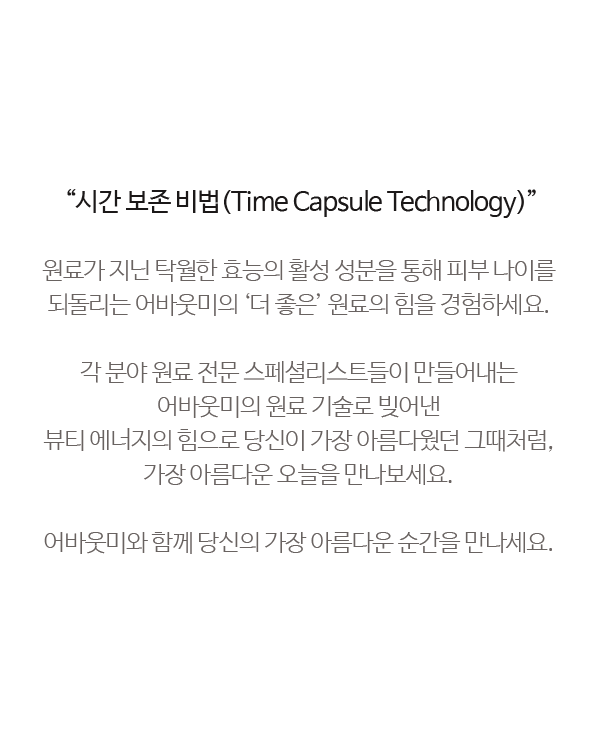 “시간 보존 비법(Time Capsule Technology)”
원료가 지닌 탁월한 효능의 활성 성분을 통해 피부 나이를
되돌리는 어바웃미의 ‘더 좋은’ 원료의 힘을 경험하세요.
각 분야 원료 전문 스페셜리스트들이 만들어내는
어바웃미의 원료 기술로 빚어낸
뷰티 에너지의 힘으로 당신이 가장 아름다웠던 그때처럼,
가장 아름다운 오늘을 만나보세요.
어바웃미와 함께 당신의 가장 아름다운 순간을 만나세요.